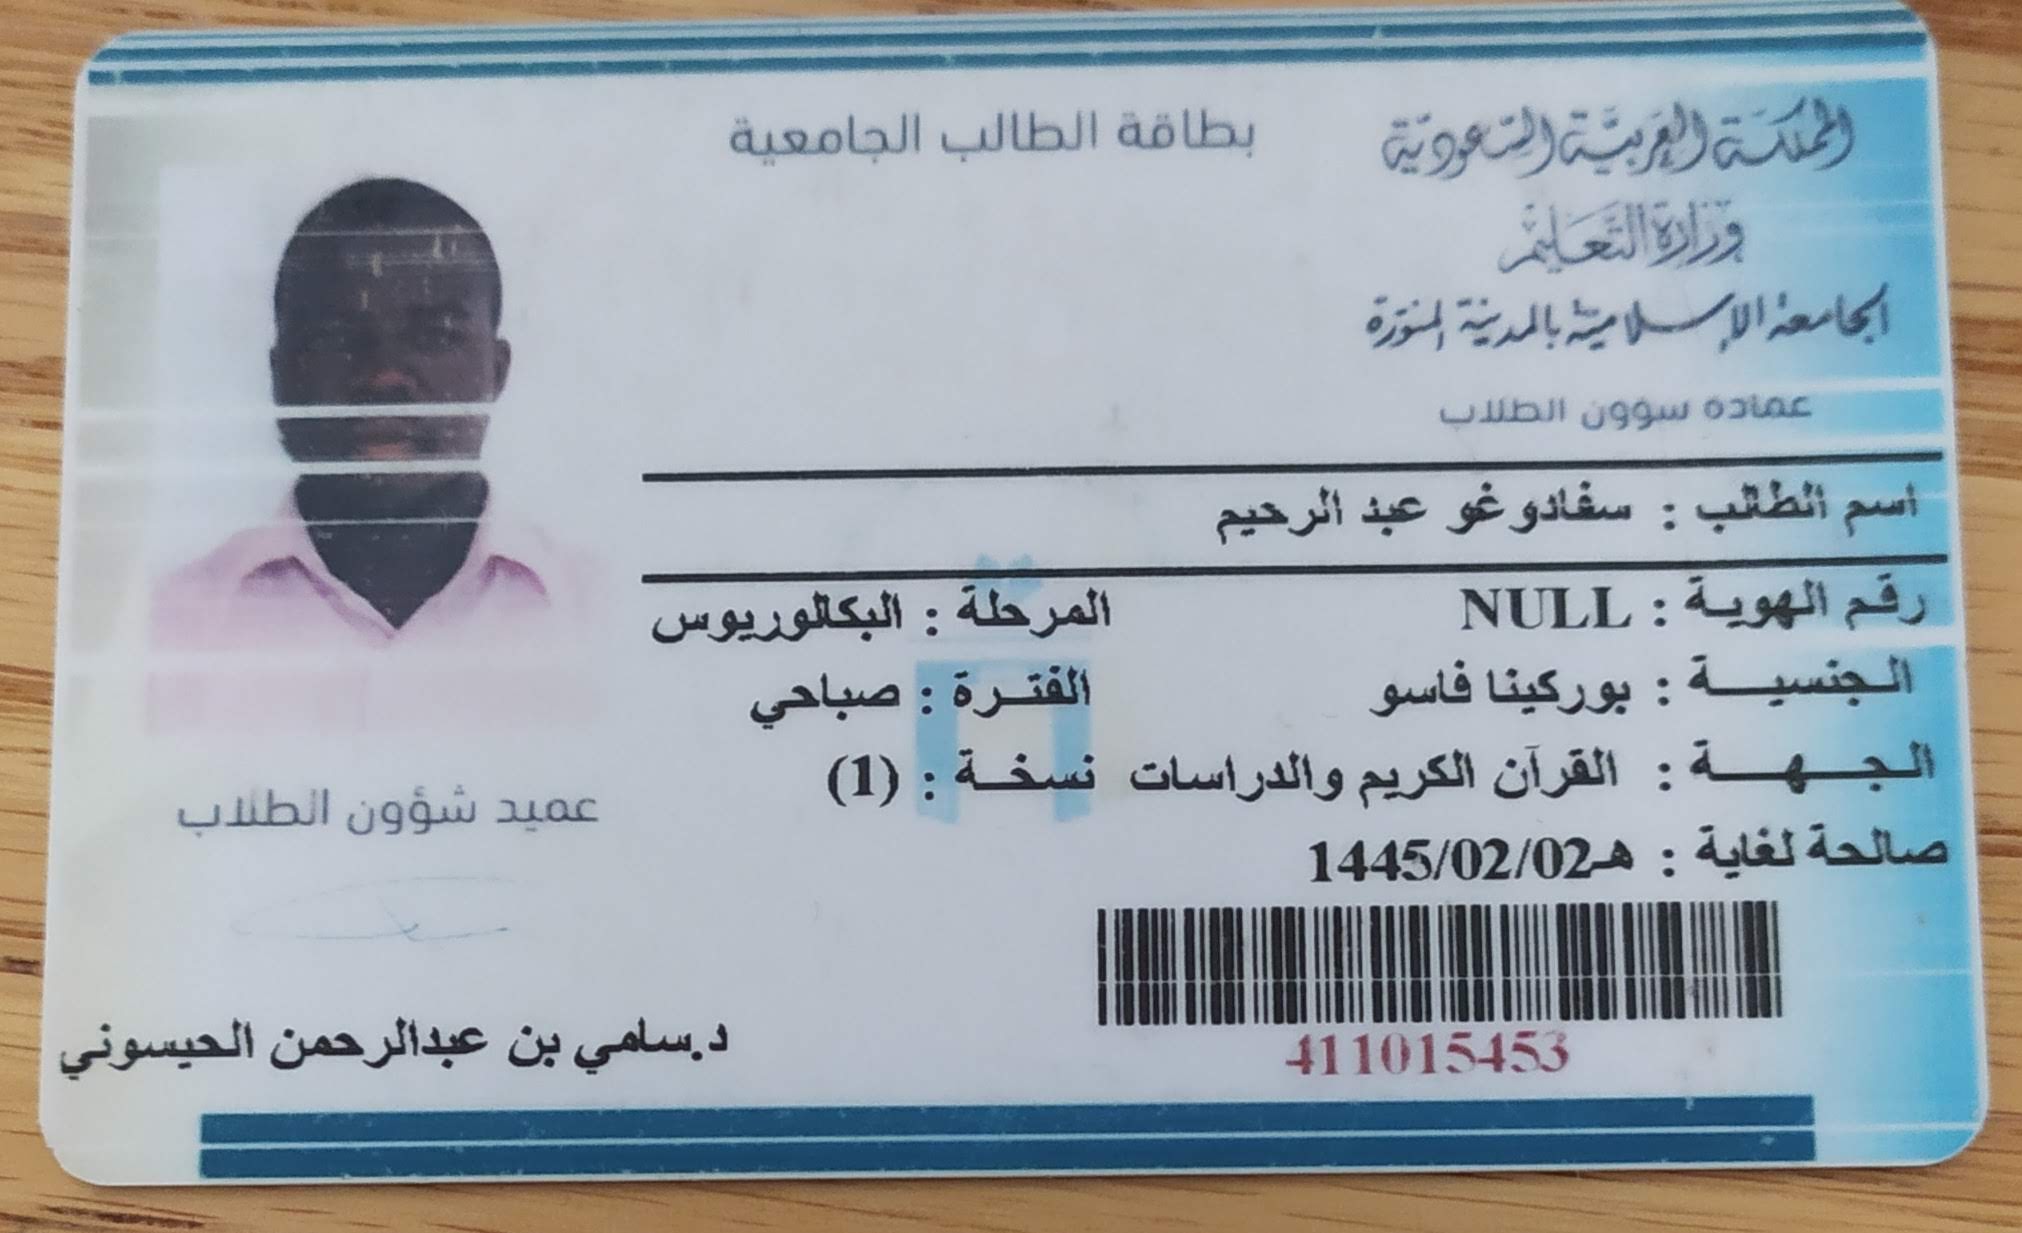 المملكة العربية السعودية
بطاقة الطالب الجامعية
وزارة التعليم
الجامعة الإسلامية بالمدينة المنورة
عماده سوون الطلاب
اسم الطالب : سفادوغو عبد الرحيم
رقم الهوية : NULL المرحلة : البكالوريوس
الجنسية : بوركينا فاسو الفترة : صباحي
الجهة : القرآن الكريم والدراسات نسخة : (1)
صالحة لغاية : 1445/02/02هـ
411015453
عميد شؤون الطلاب
د.سامي بن عبدالرحمن الحيسوني